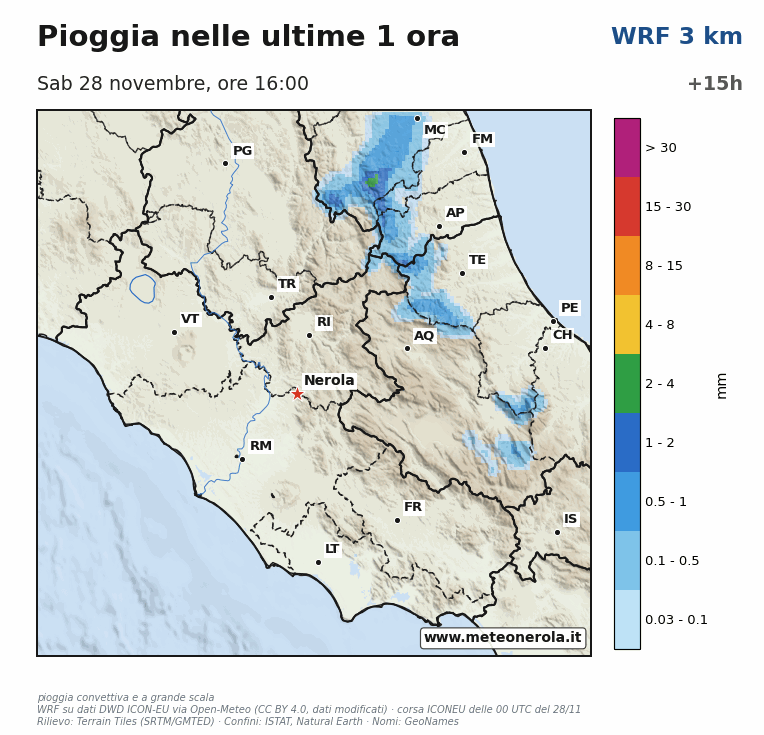 Pioggia nelle ultime 1 ora
WRF 3 km
Sab 28 novembre, ore 16:00
+15h
MC
FM
PG
AP
TE
TR
PE
VT
RI
AQ
CH
Nerola
RM
FR
IS
LT
www.meteonerola.it
> 30
15 - 30
8 - 15
4 - 8
2 - 4
1 - 2
0.5 - 1
0.1 - 0.5
0.03 - 0.1
mm
pioggia convettiva e a grande scala
WRF su dati DWD ICON-EU via Open-Meteo (CC BY 4.0, dati modificati) · corsa ICONEU delle 00 UTC del 28/11
Rilievo: Terrain Tiles (SRTM/GMTED) · Confini: ISTAT, Natural Earth · Nomi: GeoNames